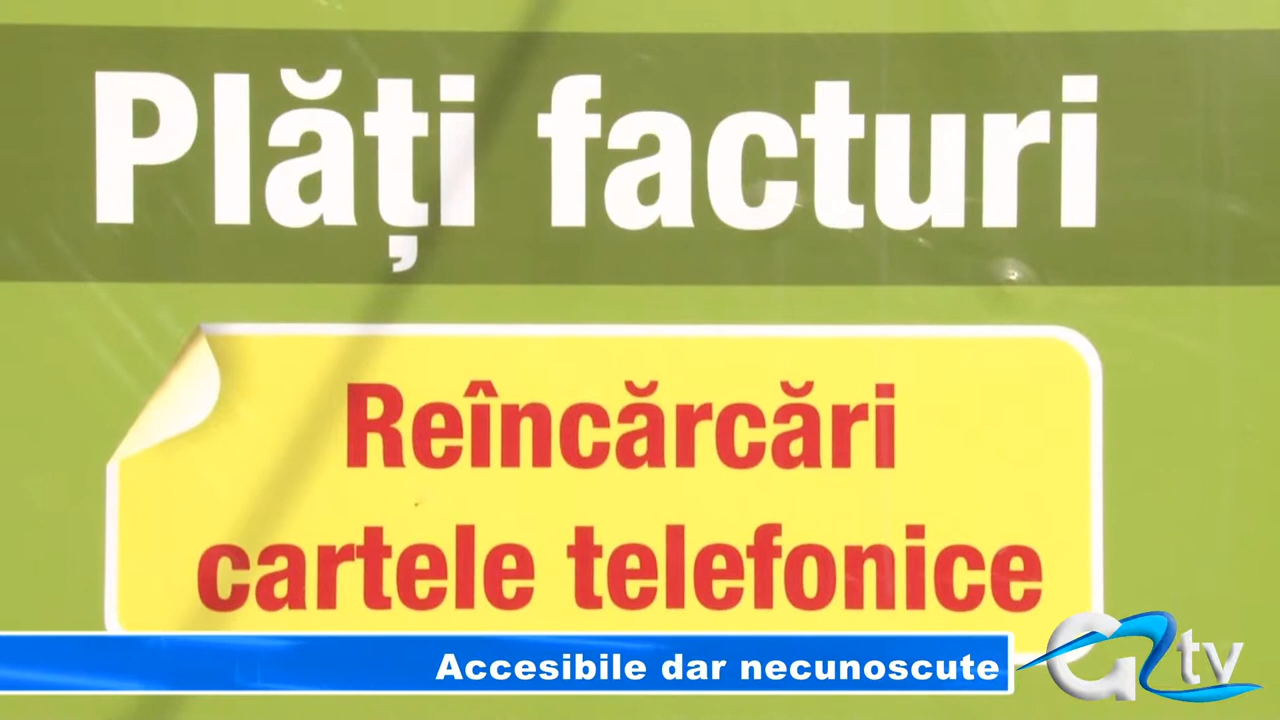 Plăți facturi
Reîncărcări
cartele telefonice
Accesibile dar necunoscute
tv